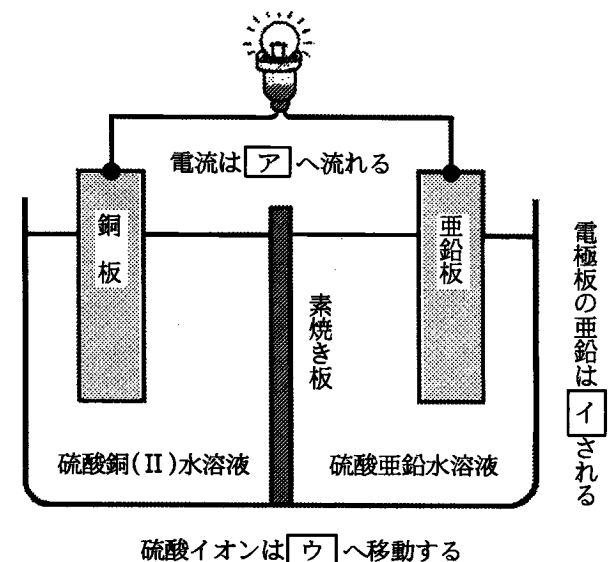 電流は ア へ流れる
銅板
亜鉛板
素焼き板
硫酸銅(II)水溶液
硫酸亜鉛水溶液
電極板の亜鉛は イ される
硫酸イオンは ウ へ移動する